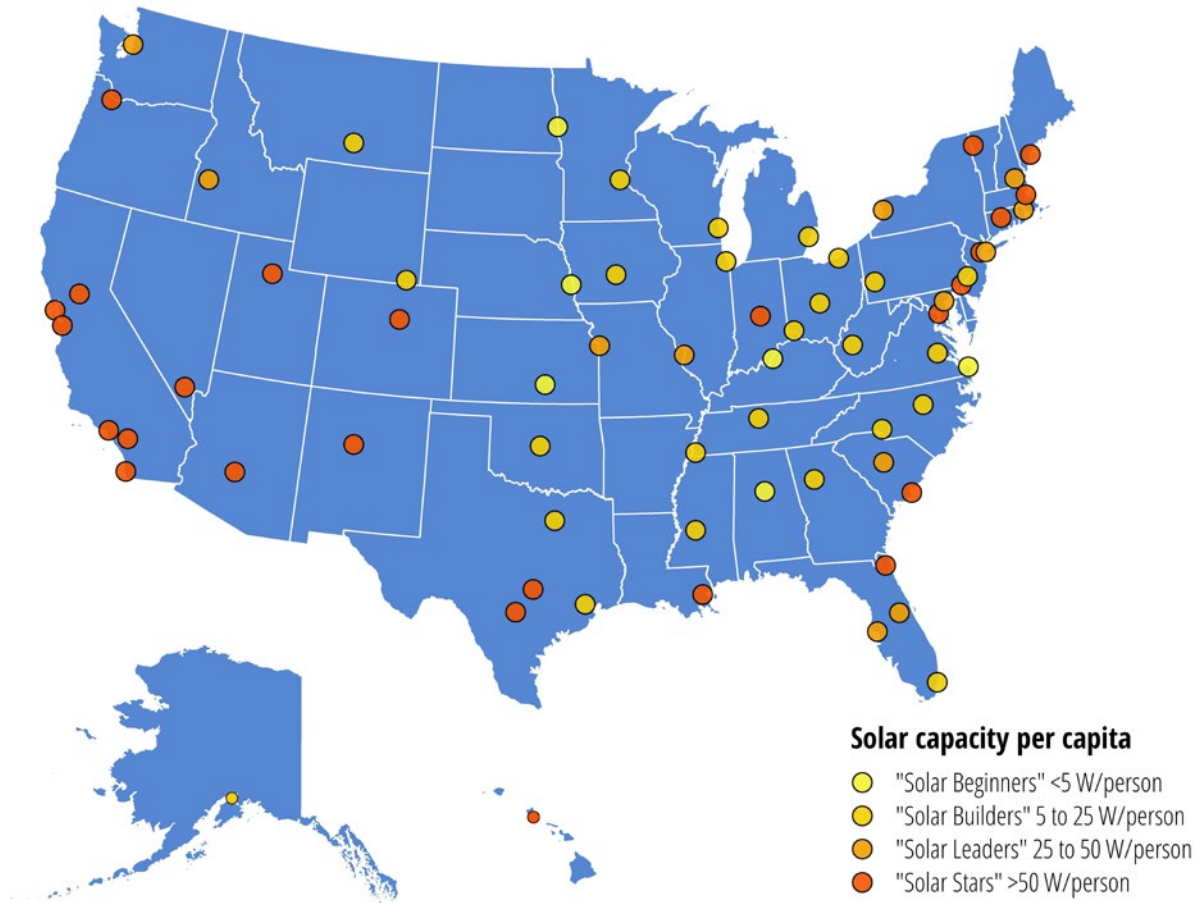 Solar capacity per capita
"Solar Beginners" <5 W/person
"Solar Builders" 5 to 25 W/person
"Solar Leaders" 25 to 50 W/person
"Solar Stars" >50 W/person